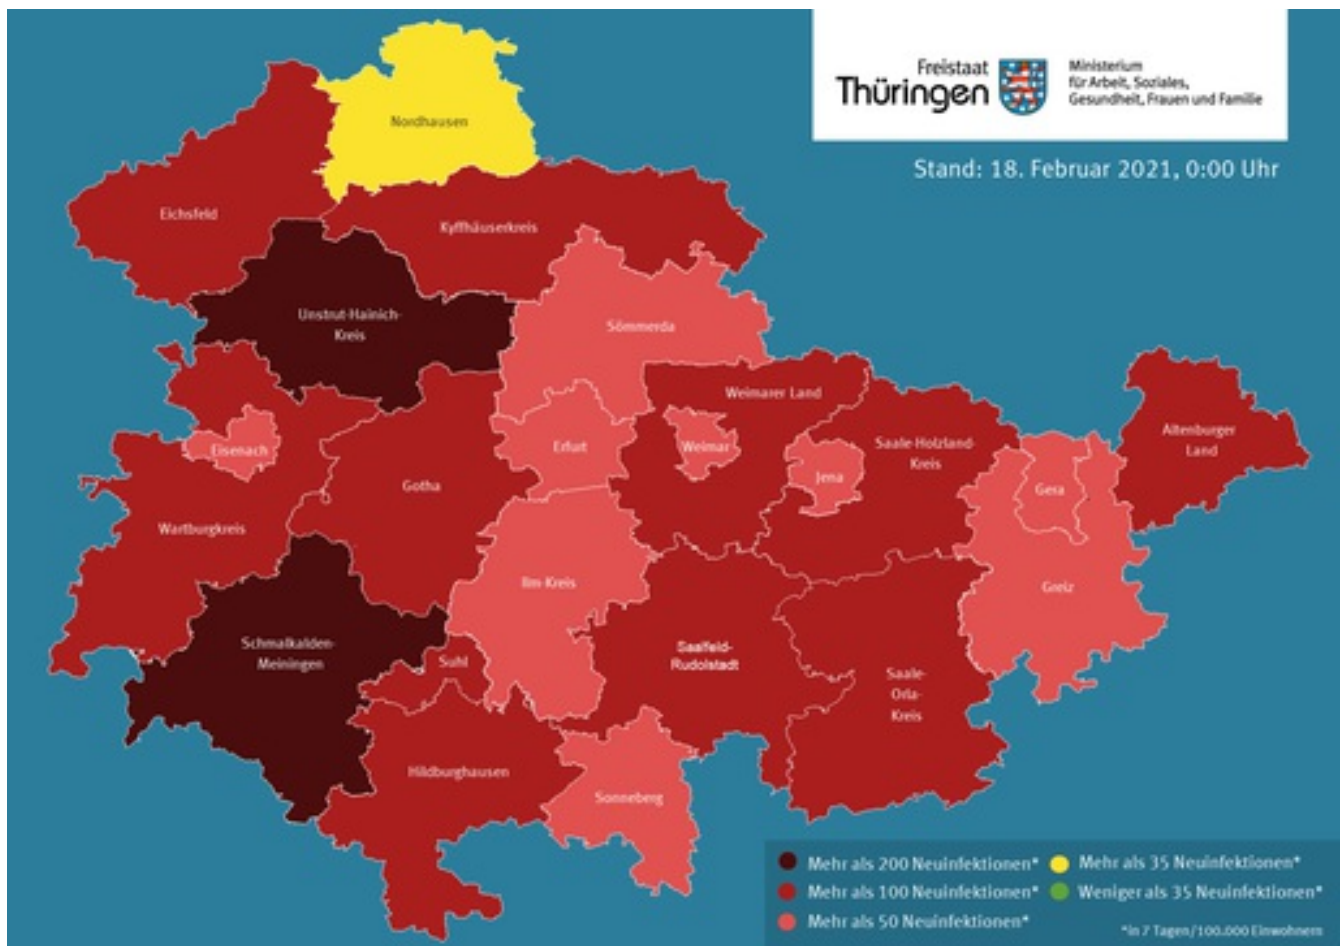 Freistaat
Thüringen
Ministerium
für Arbeit, Soziales,
Gesundheit, Frauen und Familie
Stand: 18. Februar 2021, 0:00 Uhr
Nordhausen
Eichsfeld
Kyffhäuserkreis
Unstrut-Hainich-
Kreis
Sömmerda
Weimarer Land
Eisenach
Erfurt
Weimar
Jena
Saale-Holzland-
Kreis
Gera
Altenburger
Land
Gotha
Wartburgkreis
Ilm-Kreis
Greiz
Schmalkalden-
Meiningen
Suhl
Saalfeld-
Rudolstadt
Saale-
Orla-
Kreis
Hildburghausen
Sonneberg
Mehr als 200 Neuinfektionen*
Mehr als 100 Neuinfektionen*
Mehr als 50 Neuinfektionen*
Mehr als 35 Neuinfektionen*
Weniger als 35 Neuinfektionen*
*in 7 Tagen/100.000 Einwohnern